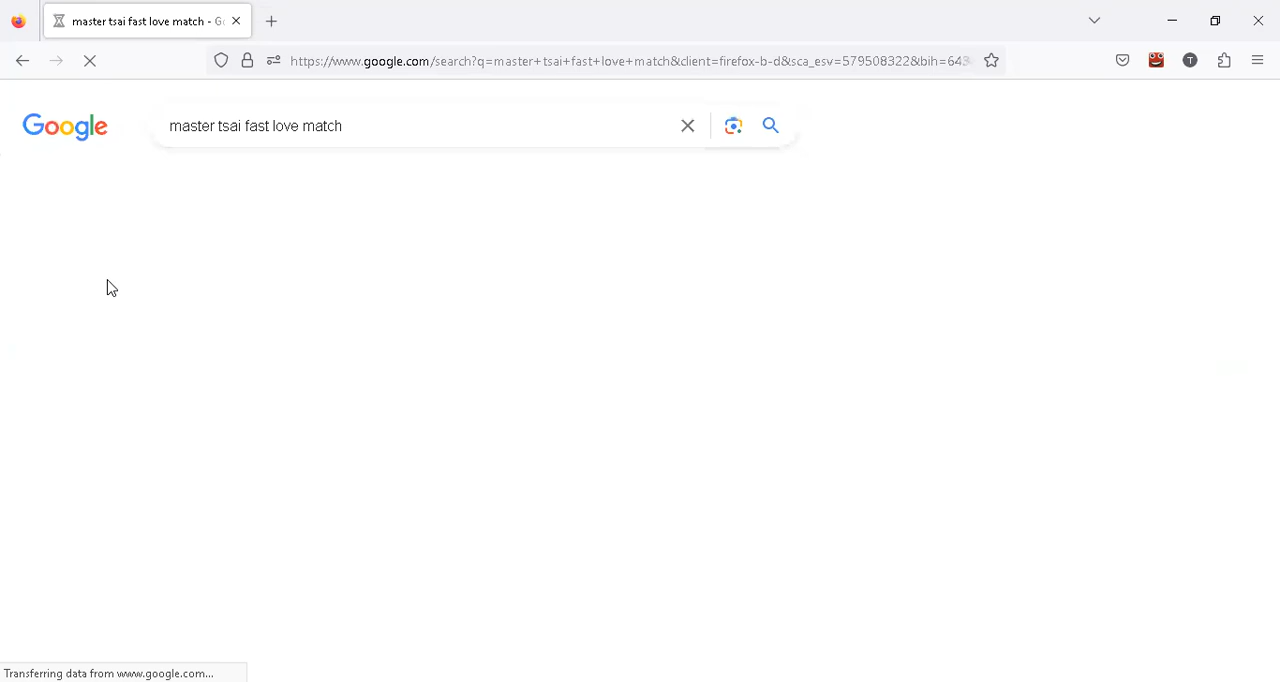 master tsai fast love match - G
https://www.google.com/search?q=master+tsai+fast+love+match&client=firefox-b-d&sca_esv=579508322&bih=643
T
Google
master tsai fast love match
Transferring data from www.google.com...